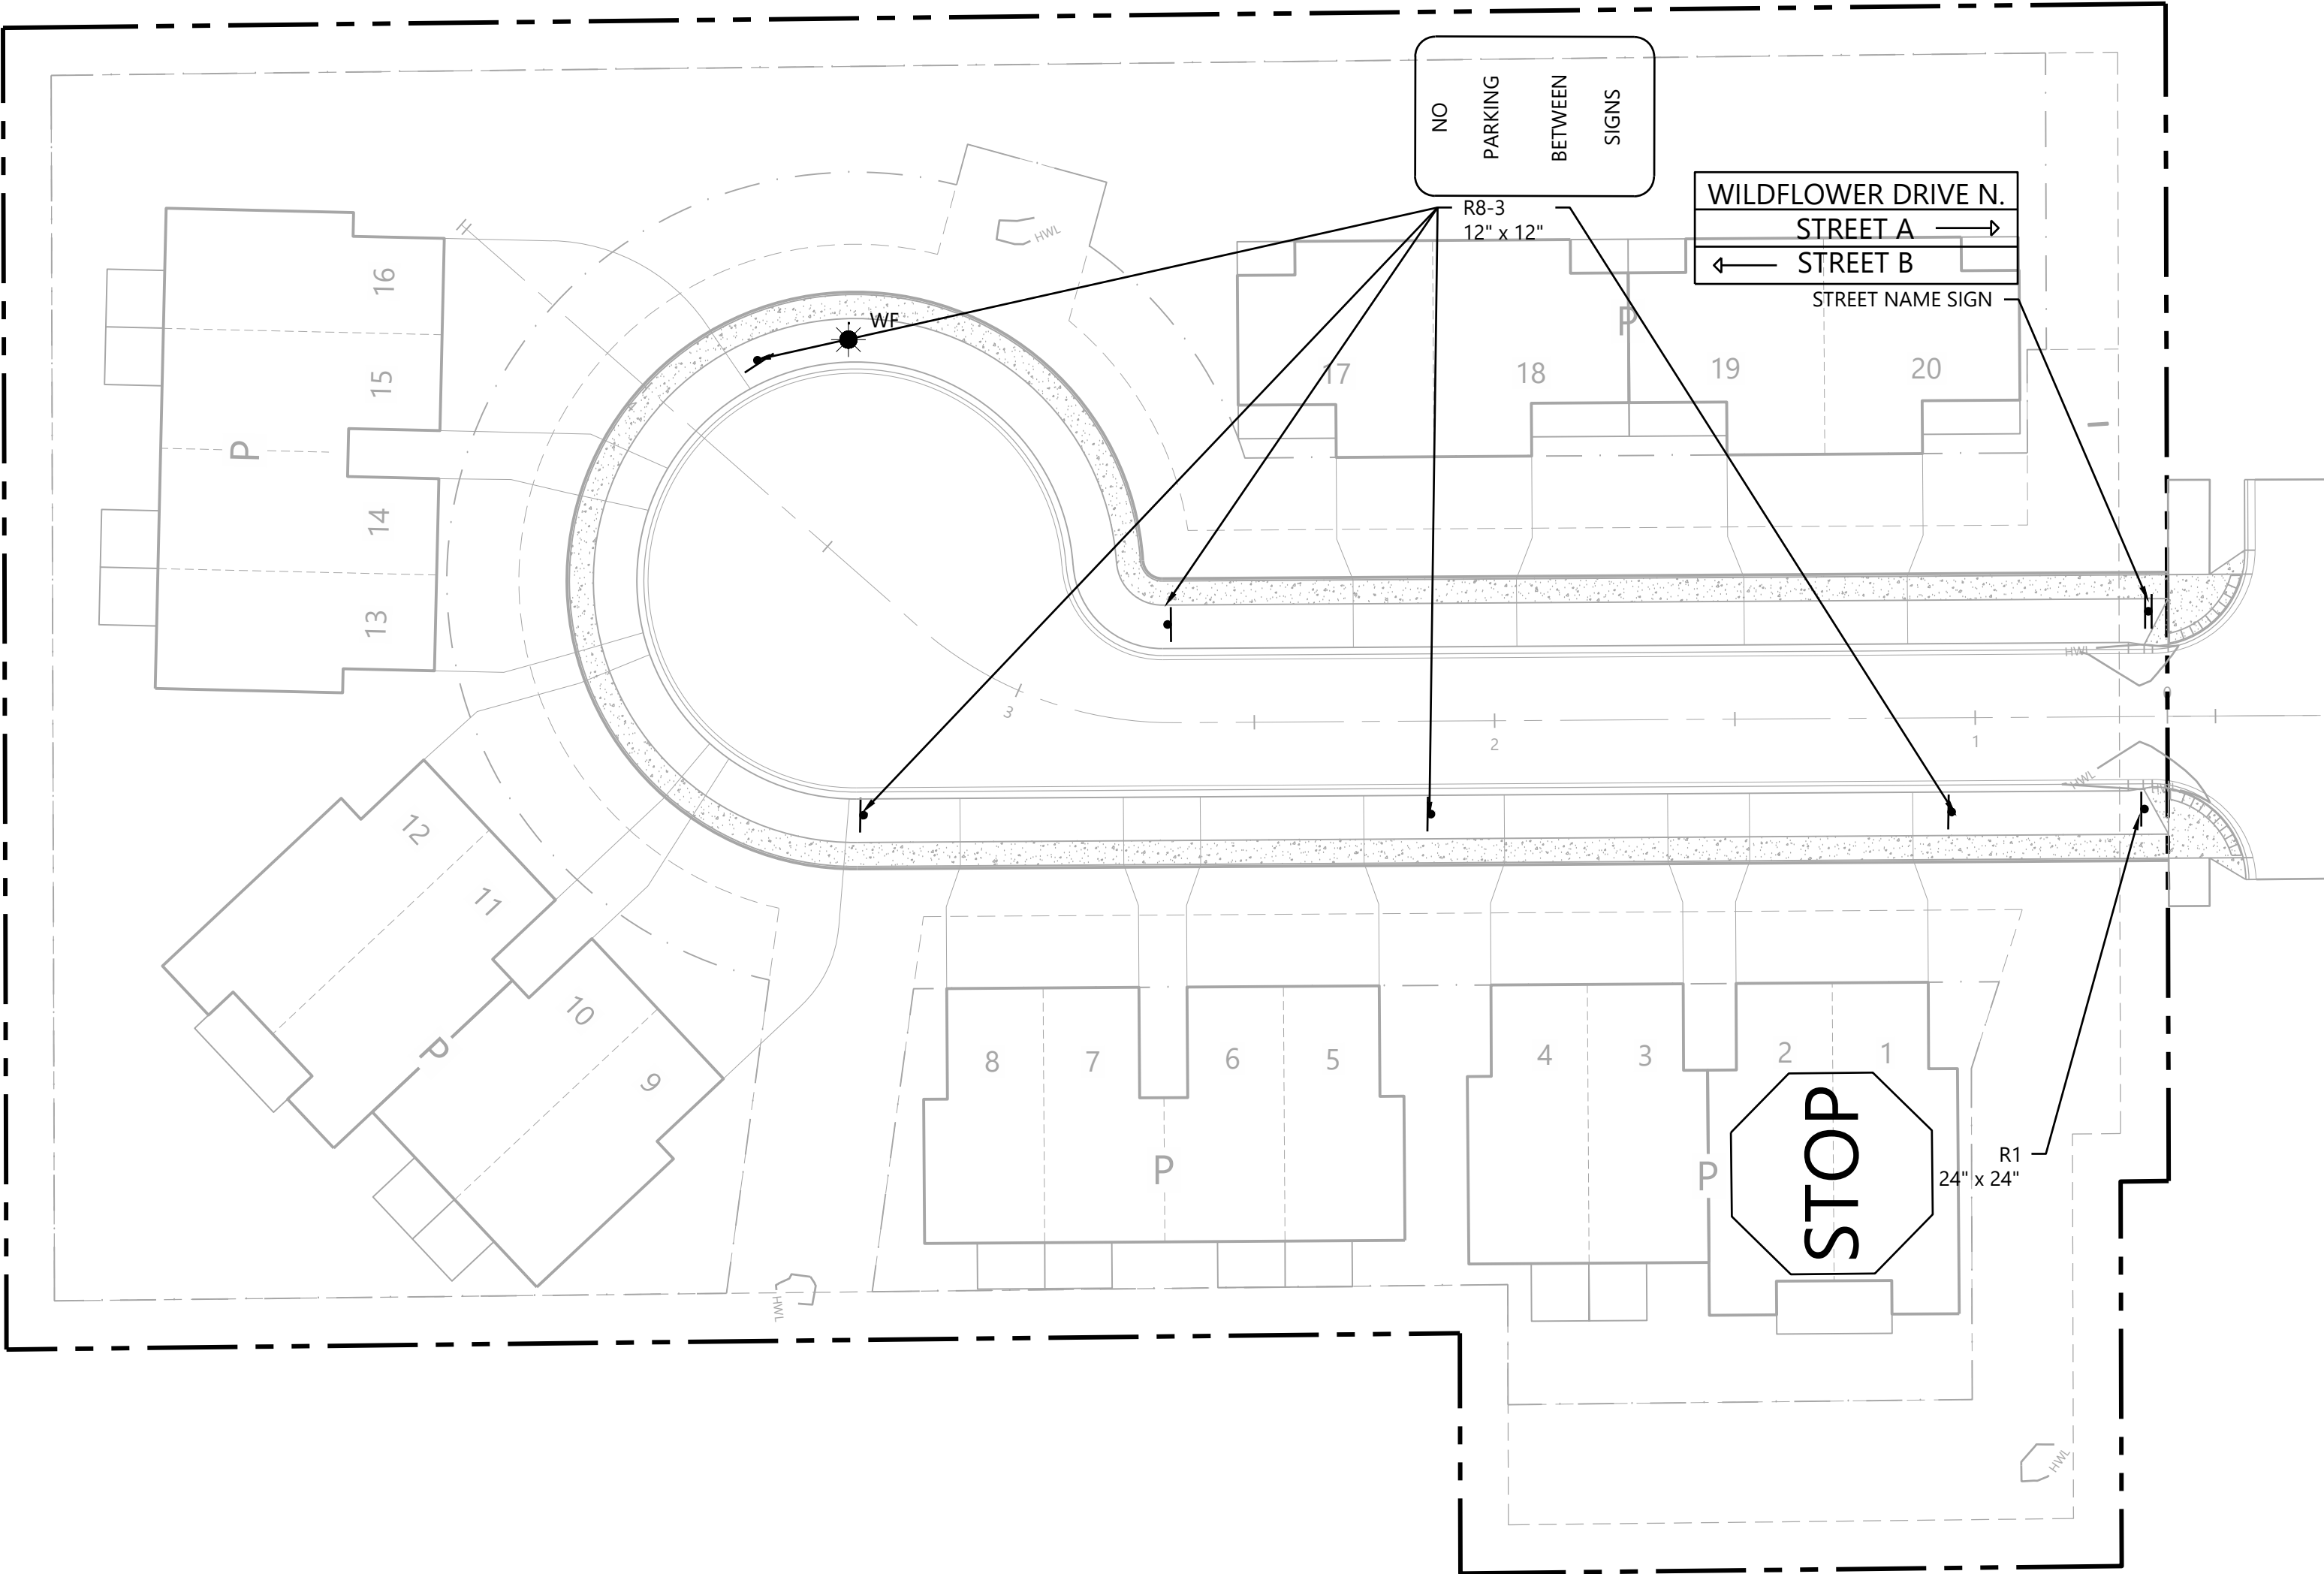 NO
PARKING
BETWEEN
SIGNS
R8-3
12" x 12"
WILDFLOWER DRIVE N.
STREET A
STREET B
STREET NAME SIGN
HWL
WF
16
15
P
14
13
17
18
P
19
20
HWL
0
3
2
1
HWL
12
11
10
9
P
8
7
6
5
P
4
3
2
1
P
STOP
R1
24" x 24"
HWL
HWL